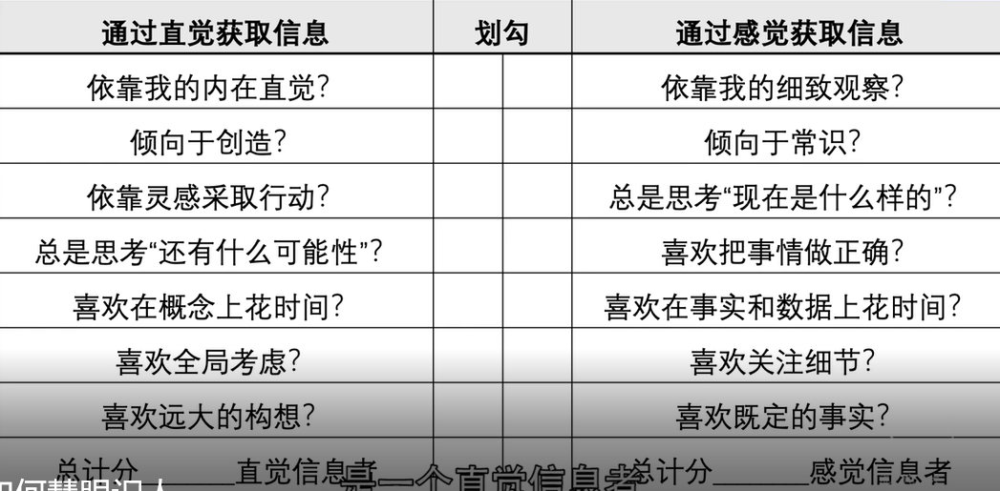 通过直觉获取信息 划勾 通过感觉获取信息
依靠我的内在直觉? 依靠我的细致观察?
倾向于创造? 倾向于常识?
依靠灵感采取行动? 总是思考“现在是什么样的”?
总是思考“还有什么可能性”? 喜欢把事情做正确?
喜欢在概念上花时间? 喜欢在事实和数据上花时间?
喜欢全局考虑? 喜欢关注细节?
喜欢远大的构想? 喜欢既定的事实?
总计分______直觉信息者 总计分______感觉信息者
是一个直觉信息者
如何慧眼识人